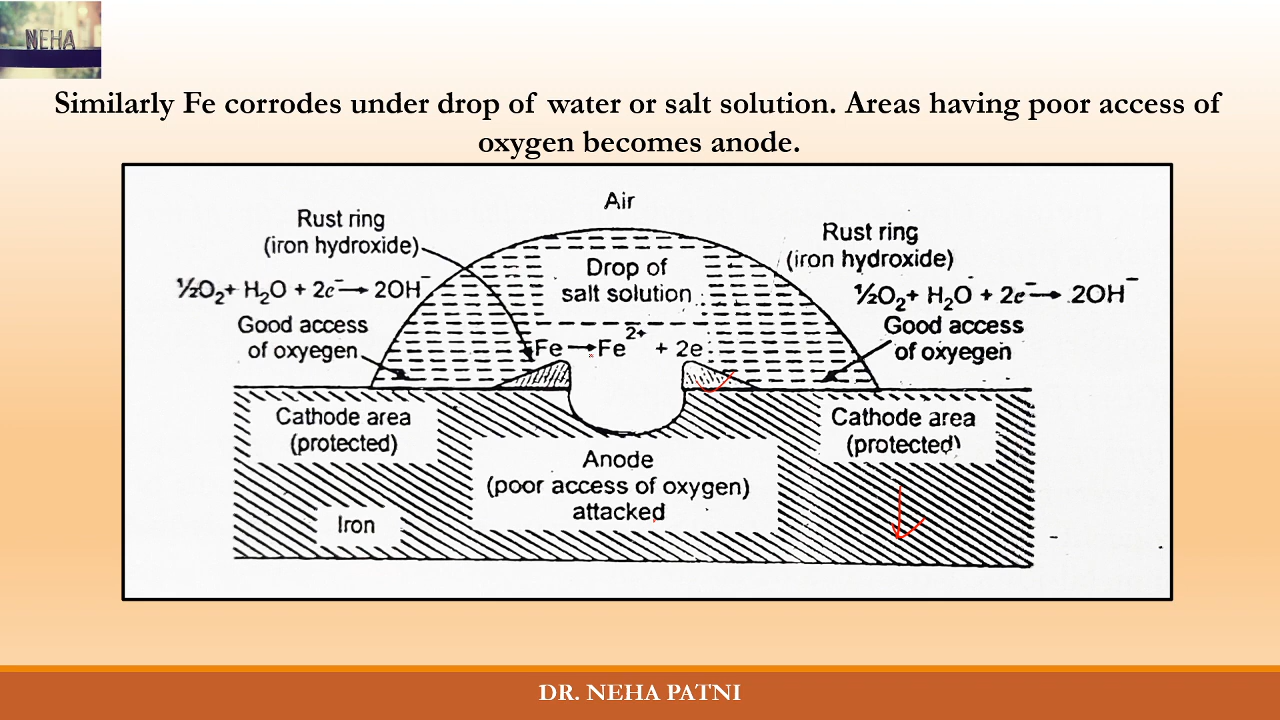 NEHA
Similarly Fe corrodes under drop of water or salt solution. Areas having poor access of
oxygen becomes anode.
Air
Rust ring
(iron hydroxide)
½O₂+ H₂O + 2e⁻→ 2OH⁻
Good access
of oxyegen
Drop of
salt solution
Fe →Fe²⁺ + 2e
Rust ring
(iron hydroxide)
½O₂+ H₂O + 2e⁻→ 2OH⁻
Good access
of oxyegen
Cathode area
(protected)
Anode
(poor access of oxygen)
attacked
Cathode area
(protected)
Iron
DR. NEHA PATNI